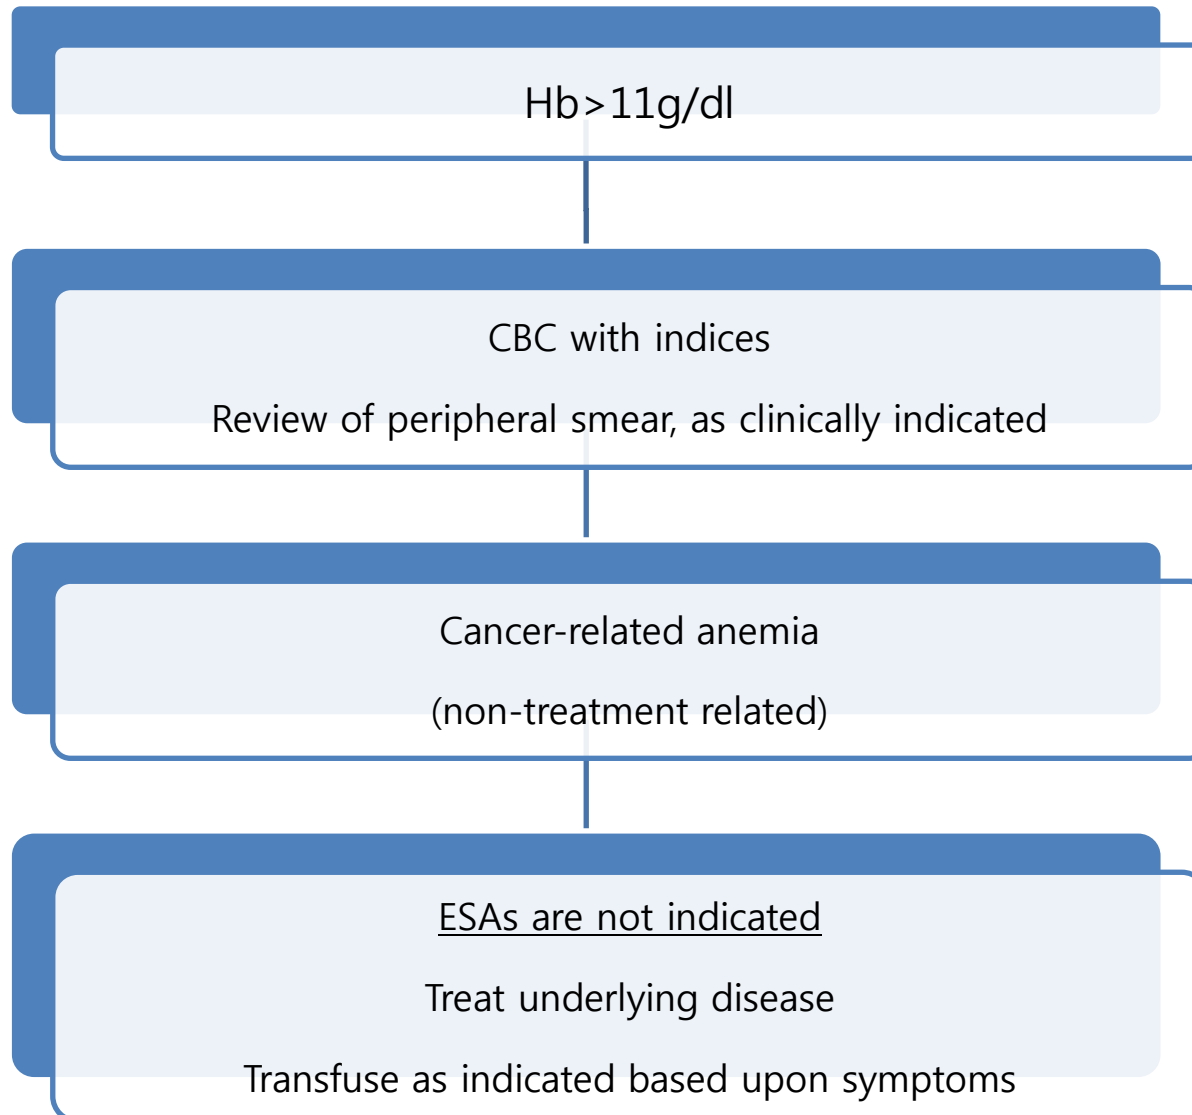 Hb>11g/dl
CBC with indices
Review of peripheral smear, as clinically indicated
Cancer-related anemia
(non-treatment related)
ESAs are not indicated
Treat underlying disease
Transfuse as indicated based upon symptoms